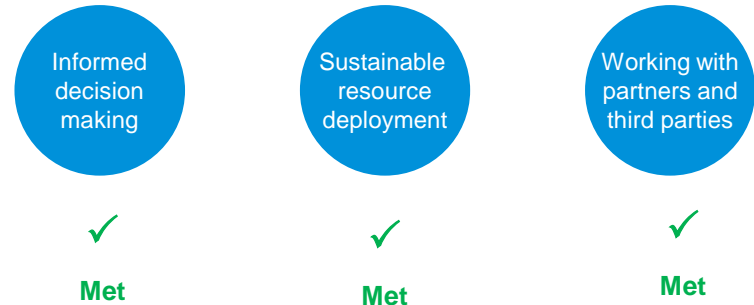 Informed
decision
making
Sustainable
resource
deployment
Working with
partners and
third parties
✓
Met
✓
Met
✓
Met